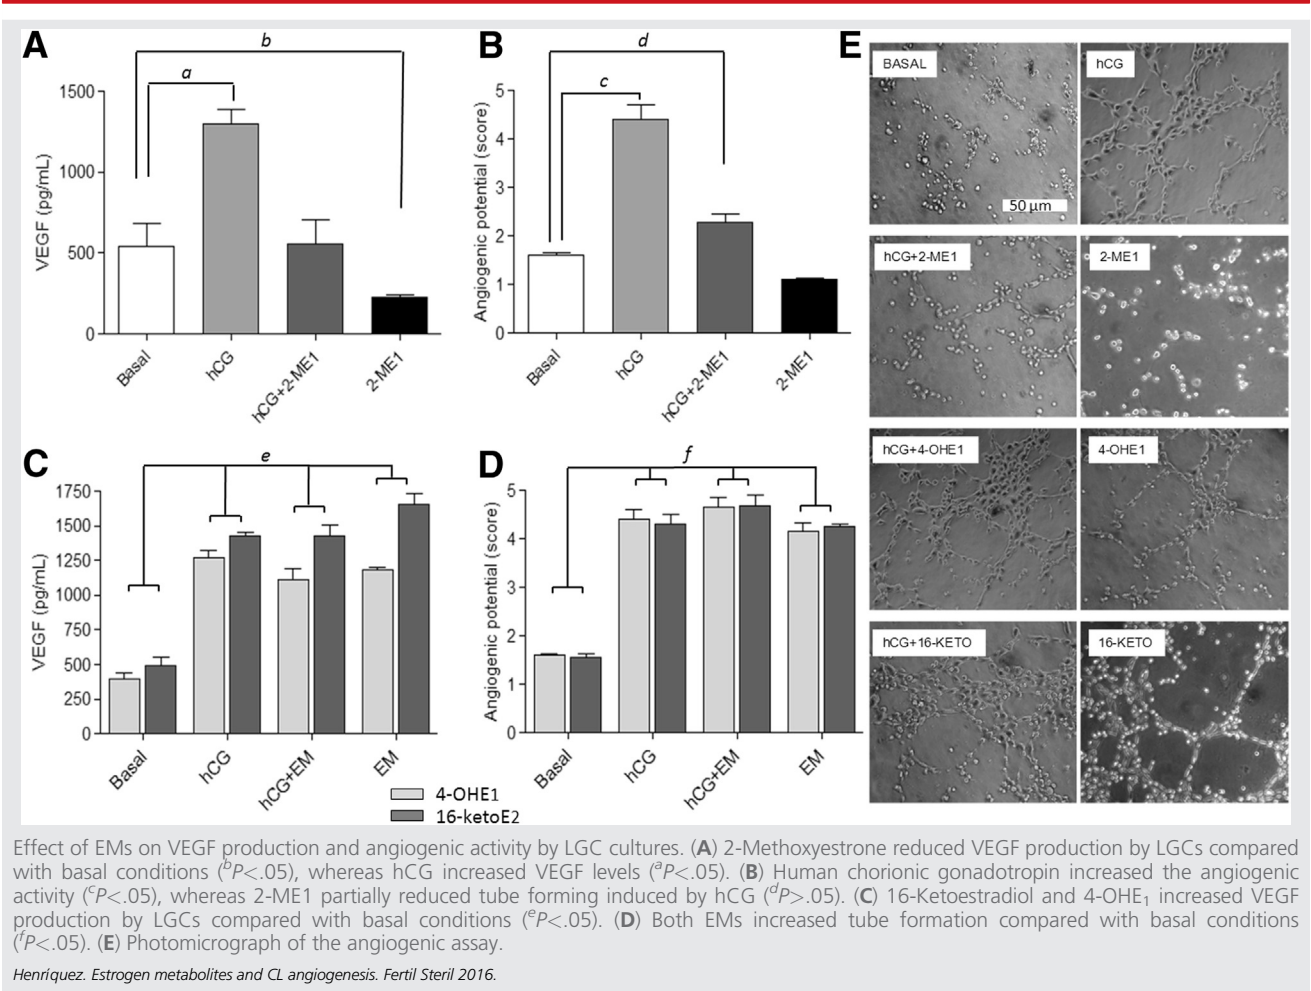 A
b
a
1500
1000
500
0
VEGF (pg/mL)
Basal
hCG
hCG+2-ME1
2-ME1
B
d
c
5
4
3
2
1
0
Angiogenic potential (score)
Basal
hCG
hCG+2-ME1
2-ME1
E
BASAL
hCG
50 µm
hCG+2-ME1
2-ME1
hCG+4-OHE1
4-OHE1
hCG+16-KETO
16-KETO
C
e
1750
1500
1250
1000
750
500
250
0
VEGF (pg/mL)
Basal
hCG
hCG+EM
EM
D
f
5
4
3
2
1
0
Angiogenic potential (score)
Basal
hCG
hCG+EM
EM
4-OHE1
16-ketoE2
Effect of EMs on VEGF production and angiogenic activity by LGC cultures. (A) 2-Methoxyestrone reduced VEGF production by LGCs compared
with basal conditions (ᵇP<.05), whereas hCG increased VEGF levels (ᵃP<.05). (B) Human chorionic gonadotropin increased the angiogenic
activity (ᶜP<.05), whereas 2-ME1 partially reduced tube forming induced by hCG (ᵈP>.05). (C) 16-Ketoestradiol and 4-OHE₁ increased VEGF
production by LGCs compared with basal conditions (ᵉP<.05). (D) Both EMs increased tube formation compared with basal conditions
(ᶠP<.05). (E) Photomicrograph of the angiogenic assay.
Henríquez. Estrogen metabolites and CL angiogenesis. Fertil Steril 2016.